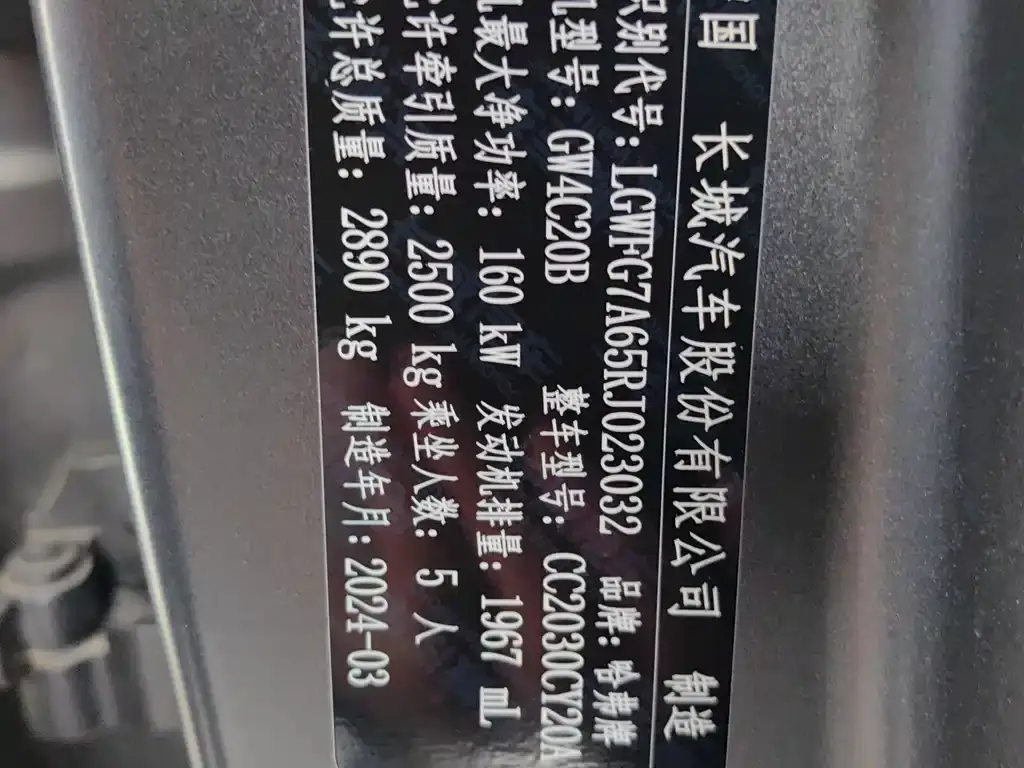 国 长城汽车股份有限公司 制造
识别代号:LGWFG7A65RJ023032 品牌:哈弗牌
型号:GW4C20B 整车型号:CC2030CY20A
最大净功率:160 kW 发动机排量:1967 mL
许牵引质量:2500 kg 乘坐人数:5 人
许总质量:2890 kg 制造年月:2024-03